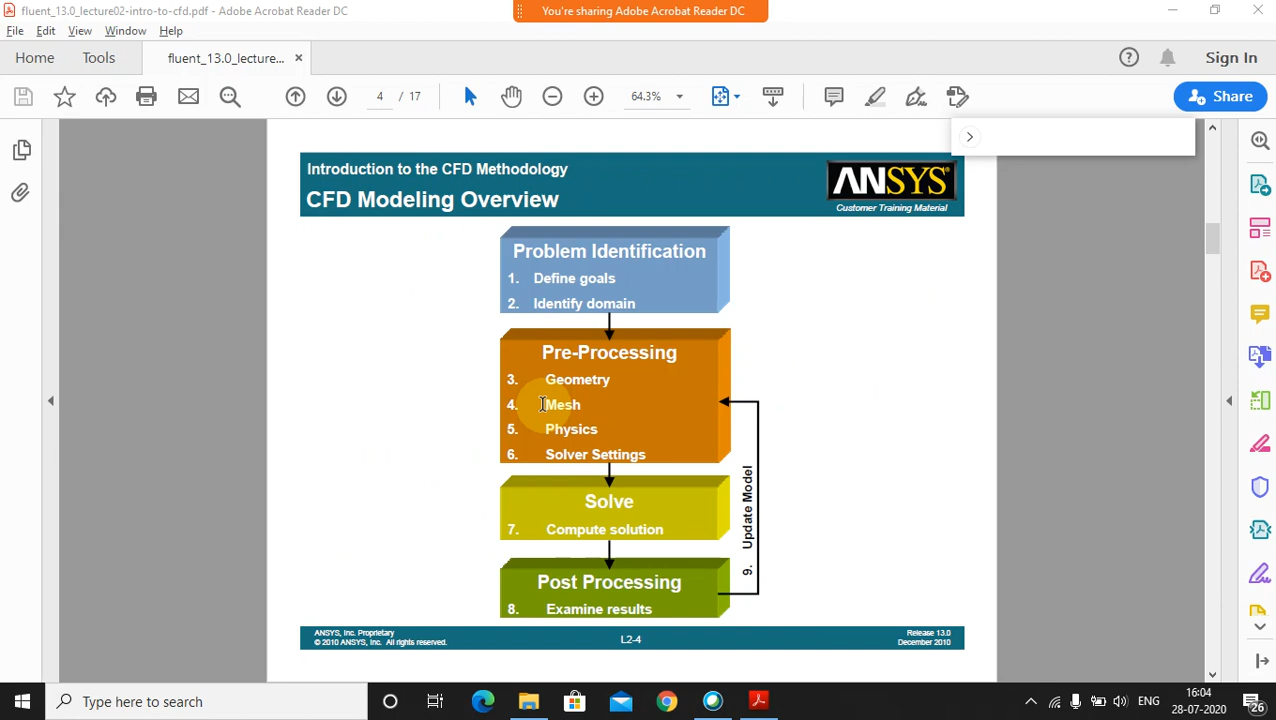 fluent_13.0_lecture02-intro-to-cfd.pdf - Adobe Acrobat Reader DC
You're sharing Adobe Acrobat Reader DC
File Edit View Window Help
Home Tools fluent_13.0_lecture... × Sign In
4 / 17 64.3% Share
Introduction to the CFD Methodology
CFD Modeling Overview
ANSYS®
Customer Training Material
Problem Identification
1. Define goals
2. Identify domain
Pre-Processing
3. Geometry
4. Mesh
5. Physics
6. Solver Settings
Solve
7. Compute solution
Post Processing
8. Examine results
9. Update Model
ANSYS, Inc. Proprietary
© 2010 ANSYS, Inc. All rights reserved.
L2-4
Release 13.0
December 2010
Type here to search
ENG
16:04
28-07-2020
26